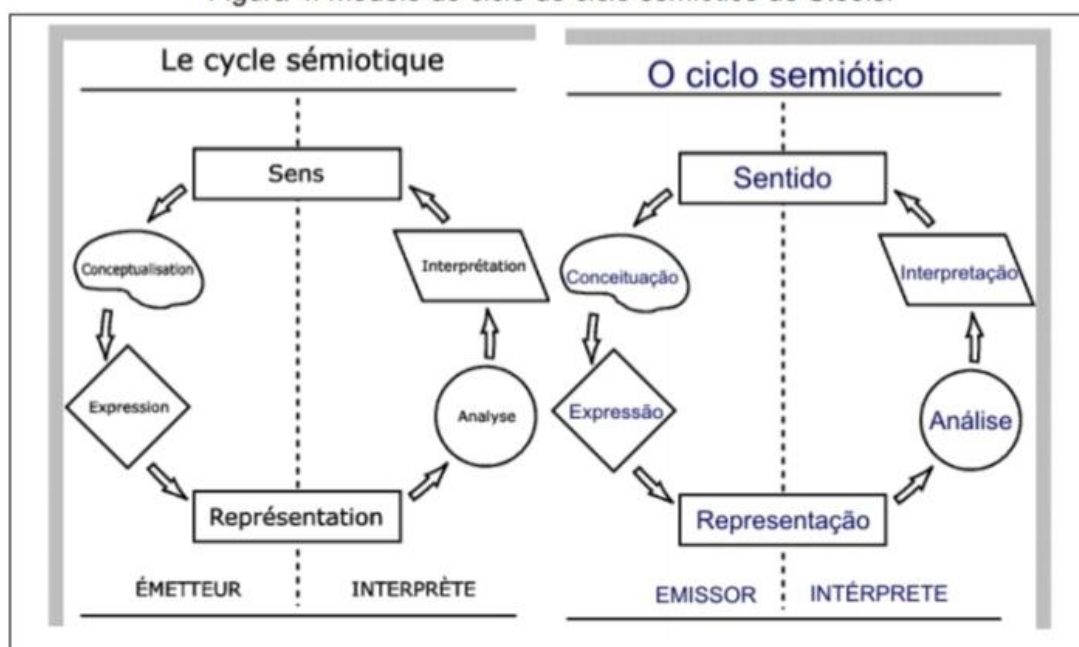 Le cycle sémiotique
Sens
Conceptualisation
Interprétation
Expression
Analyse
Représentation
ÉMETTEUR
INTERPRÈTE
O ciclo semiótico
Sentido
Conceituação
Interpretação
Expressão
Análise
Representação
EMISSOR
INTÉRPRETE